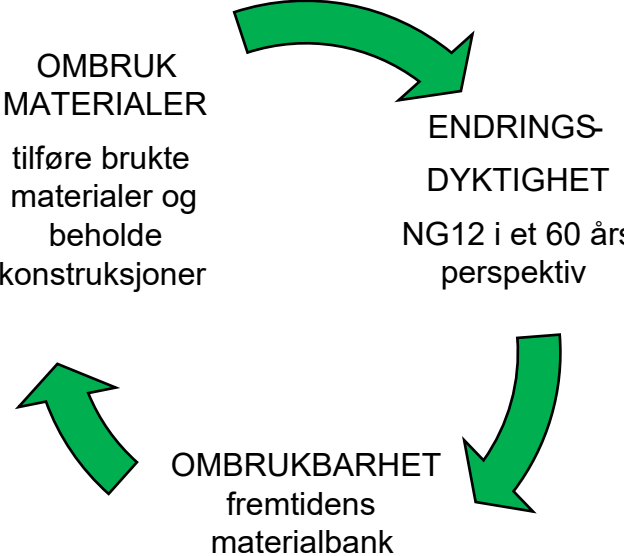 OMBRUK
MATERIALER
tilføre brukte
materialer og
beholde
konstruksjoner
ENDRINGS-
DYKTIGHET
NG12 i et 60 års
perspektiv
OMBRUKBARHET
fremtidens
materialbank